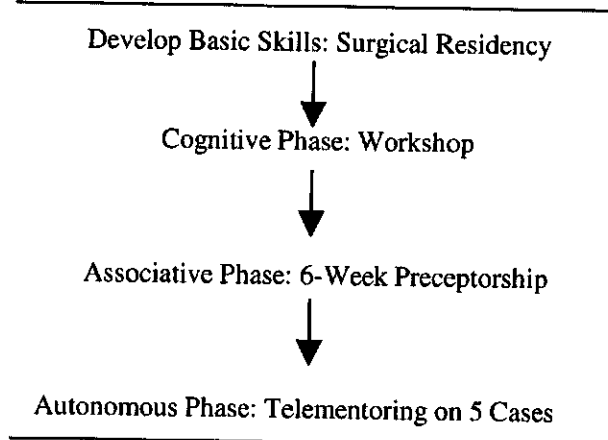 Develop Basic Skills: Surgical Residency
Cognitive Phase: Workshop
Associative Phase: 6-Week Preceptorship
Autonomous Phase: Telementoring on 5 Cases